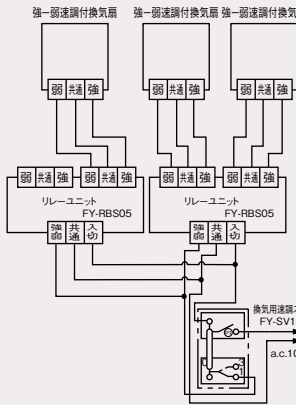 強ー弱速調付換気扇 強ー弱速調付換気扇 強ー弱速調付換気
弱 共通 強 弱 共通 強 弱 共通 強
弱 共通 強 弱 共通 強 弱 共通 強 弱 共通 強
リレーユニット リレーユニット
FY-RBS05 FY-RBS05
強弱 共通 入切 強弱 共通 入切
換気用速調ス
FY-SV1
a.c.10